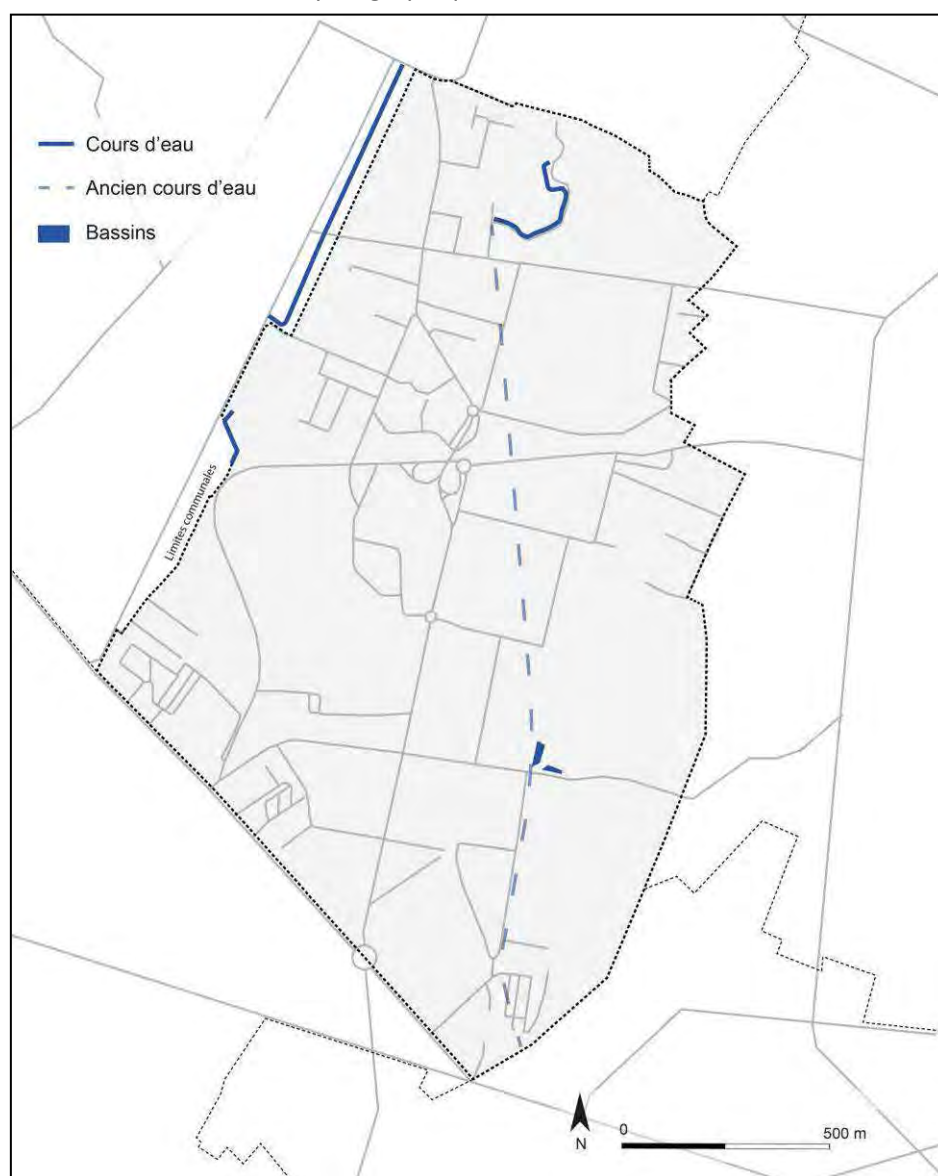 Cours d'eau
Ancien cours d'eau
Bassins
Limites communales
N
0
500 m